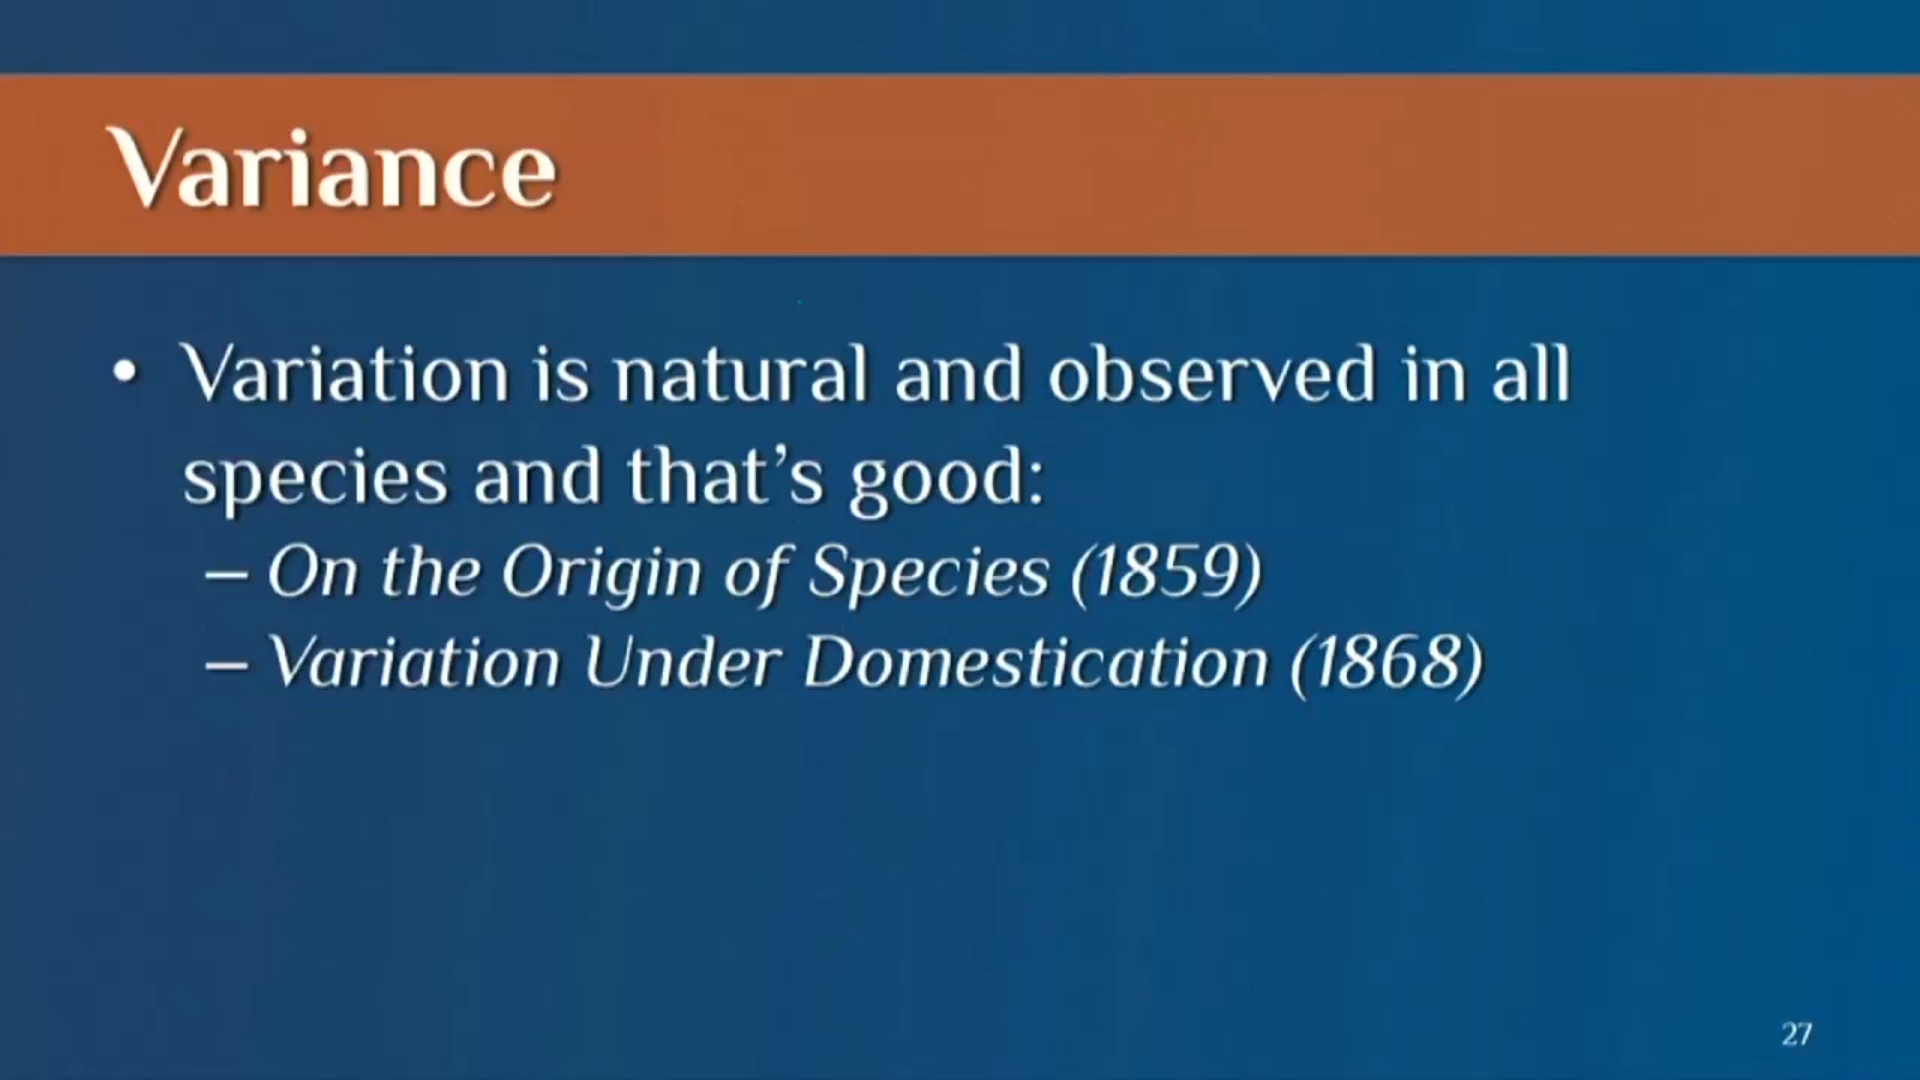 Variance
• Variation is natural and observed in all
species and that’s good:
– On the Origin of Species (1859)
– Variation Under Domestication (1868)
27